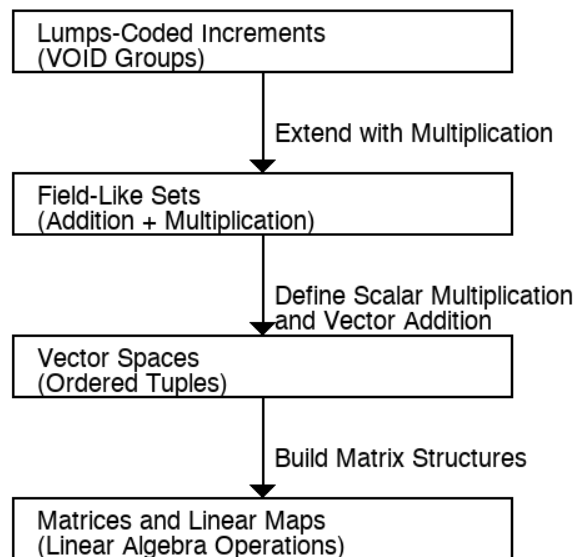 Lumps-Coded Increments
(VOID Groups)
Extend with Multiplication
Field-Like Sets
(Addition + Multiplication)
Define Scalar Multiplication
and Vector Addition
Vector Spaces
(Ordered Tuples)
Build Matrix Structures
Matrices and Linear Maps
(Linear Algebra Operations)